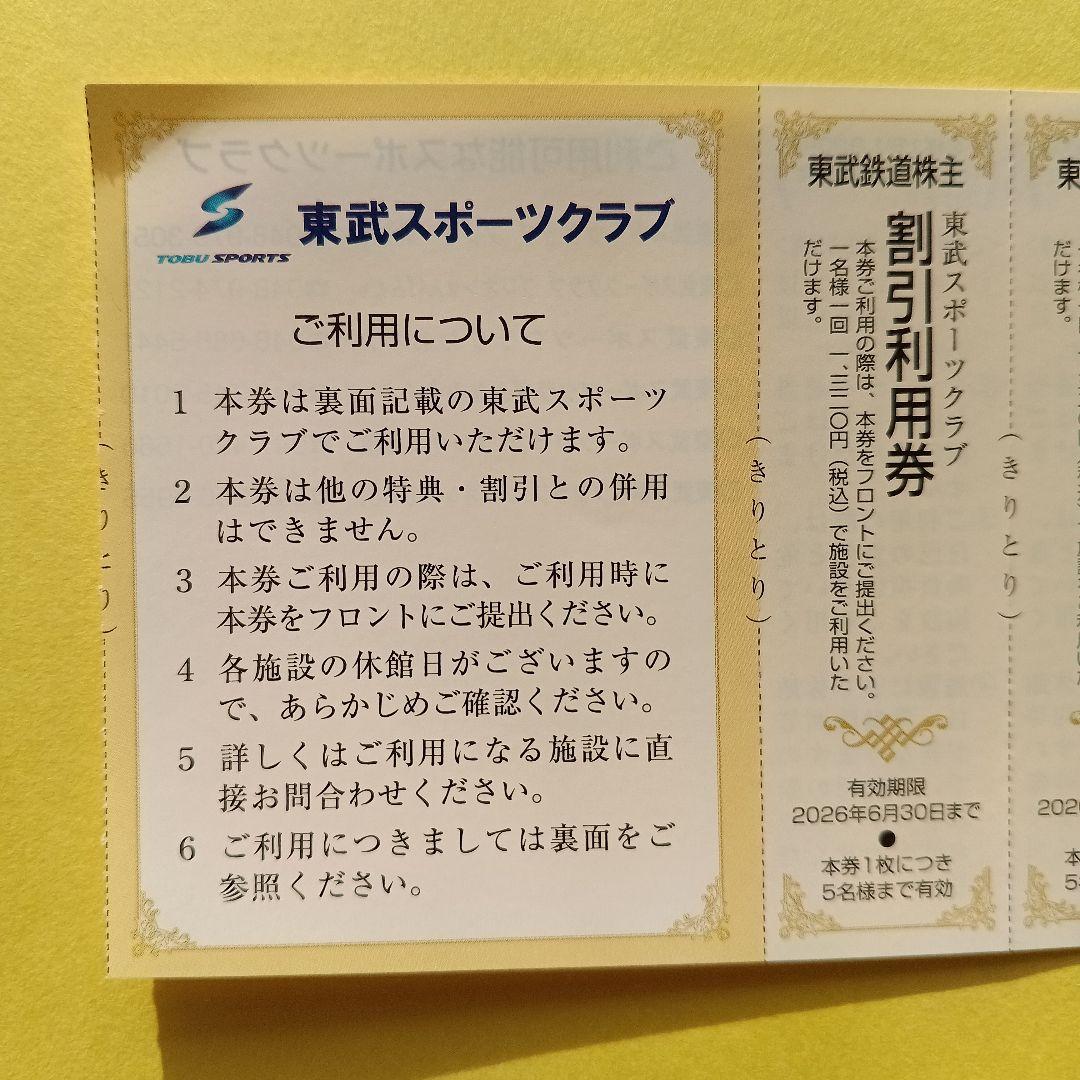 TOBU SPORTS
東武スポーツクラブ
ご利用について
1 本券は裏面記載の東武スポーツ
クラブでご利用いただけます。
2 本券は他の特典・割引との併用
はできません。
3 本券ご利用の際は、ご利用時に
本券をフロントにご提出ください。
4 各施設の休館日がございますの
で、あらかじめご確認ください。
5 詳しくはご利用になる施設に直
接お問合わせください。
6 ご利用につきましては裏面をご
参照ください。
(きりとり)
(きりとり)
東武鉄道株主
東武スポーツクラブ
割引利用券
本券ご利用の際は、本券をフロントにご提出ください。
一名様一回 一、三二〇円(税込)で施設をご利用いた
だけます。
有効期限
2026年6月30日まで
●
本券1枚につき
5名様まで有効
(きりとり)
東
だけます。
202
本
5名